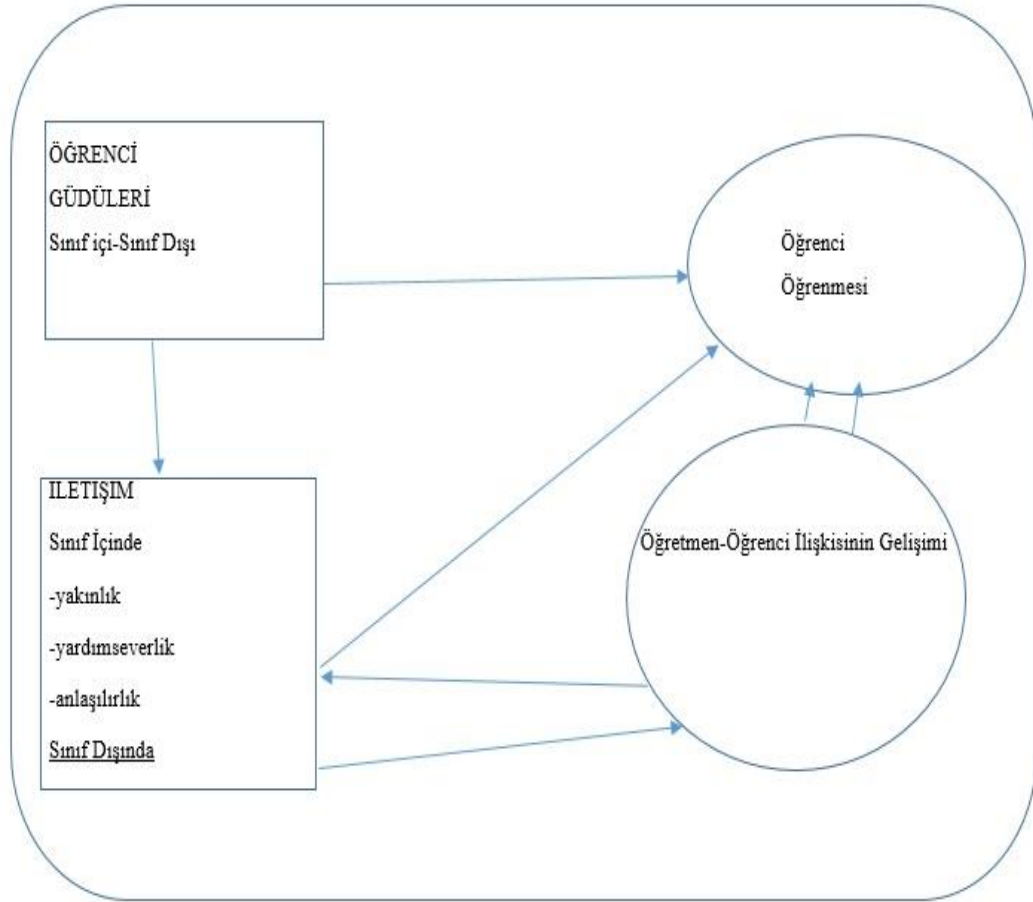 ÖĞRENCİ
GÜDÜLERİ
Sınıf içi-Sınıf Dışı
Öğrenci
Öğrenmesi
ILETIŞIM
Sınıf İçinde
-yakınlık
-yardımseverlik
-anlaşılırlık
Sınıf Dışında
Öğretmen-Öğrenci İlişkisinin Gelişimi